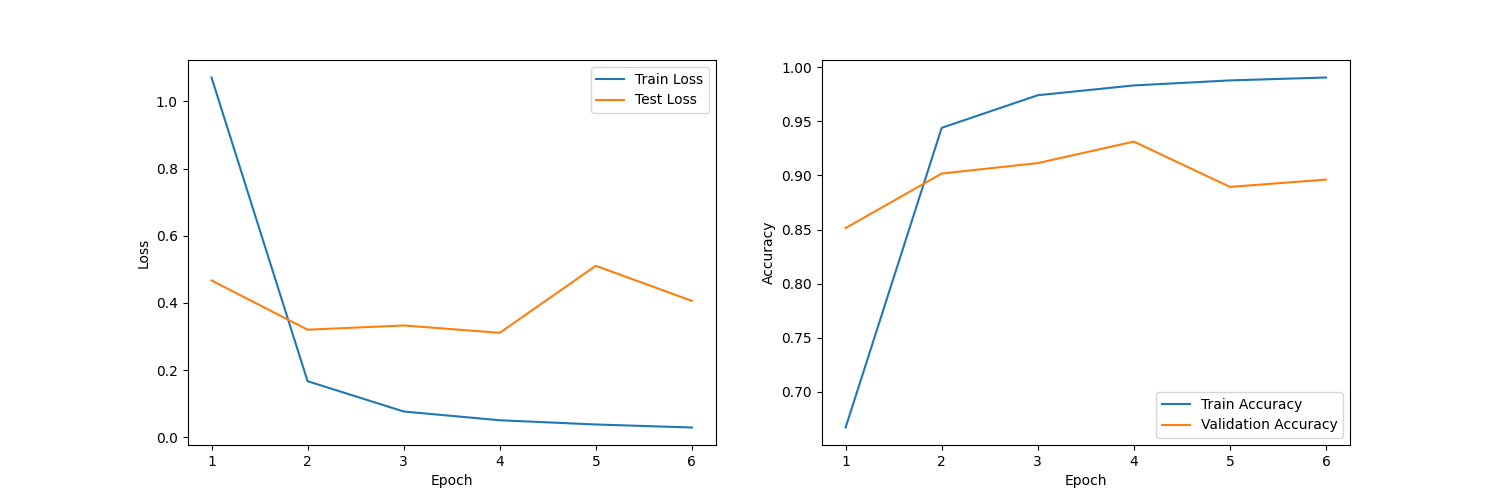 Train Loss
Test Loss
1.0
0.8
0.6
0.4
0.2
0.0
Loss
1 2 3 4 5 6
Epoch
1.00
0.95
0.90
0.85
0.80
0.75
0.70
Accuracy
Train Accuracy
Validation Accuracy
1 2 3 4 5 6
Epoch